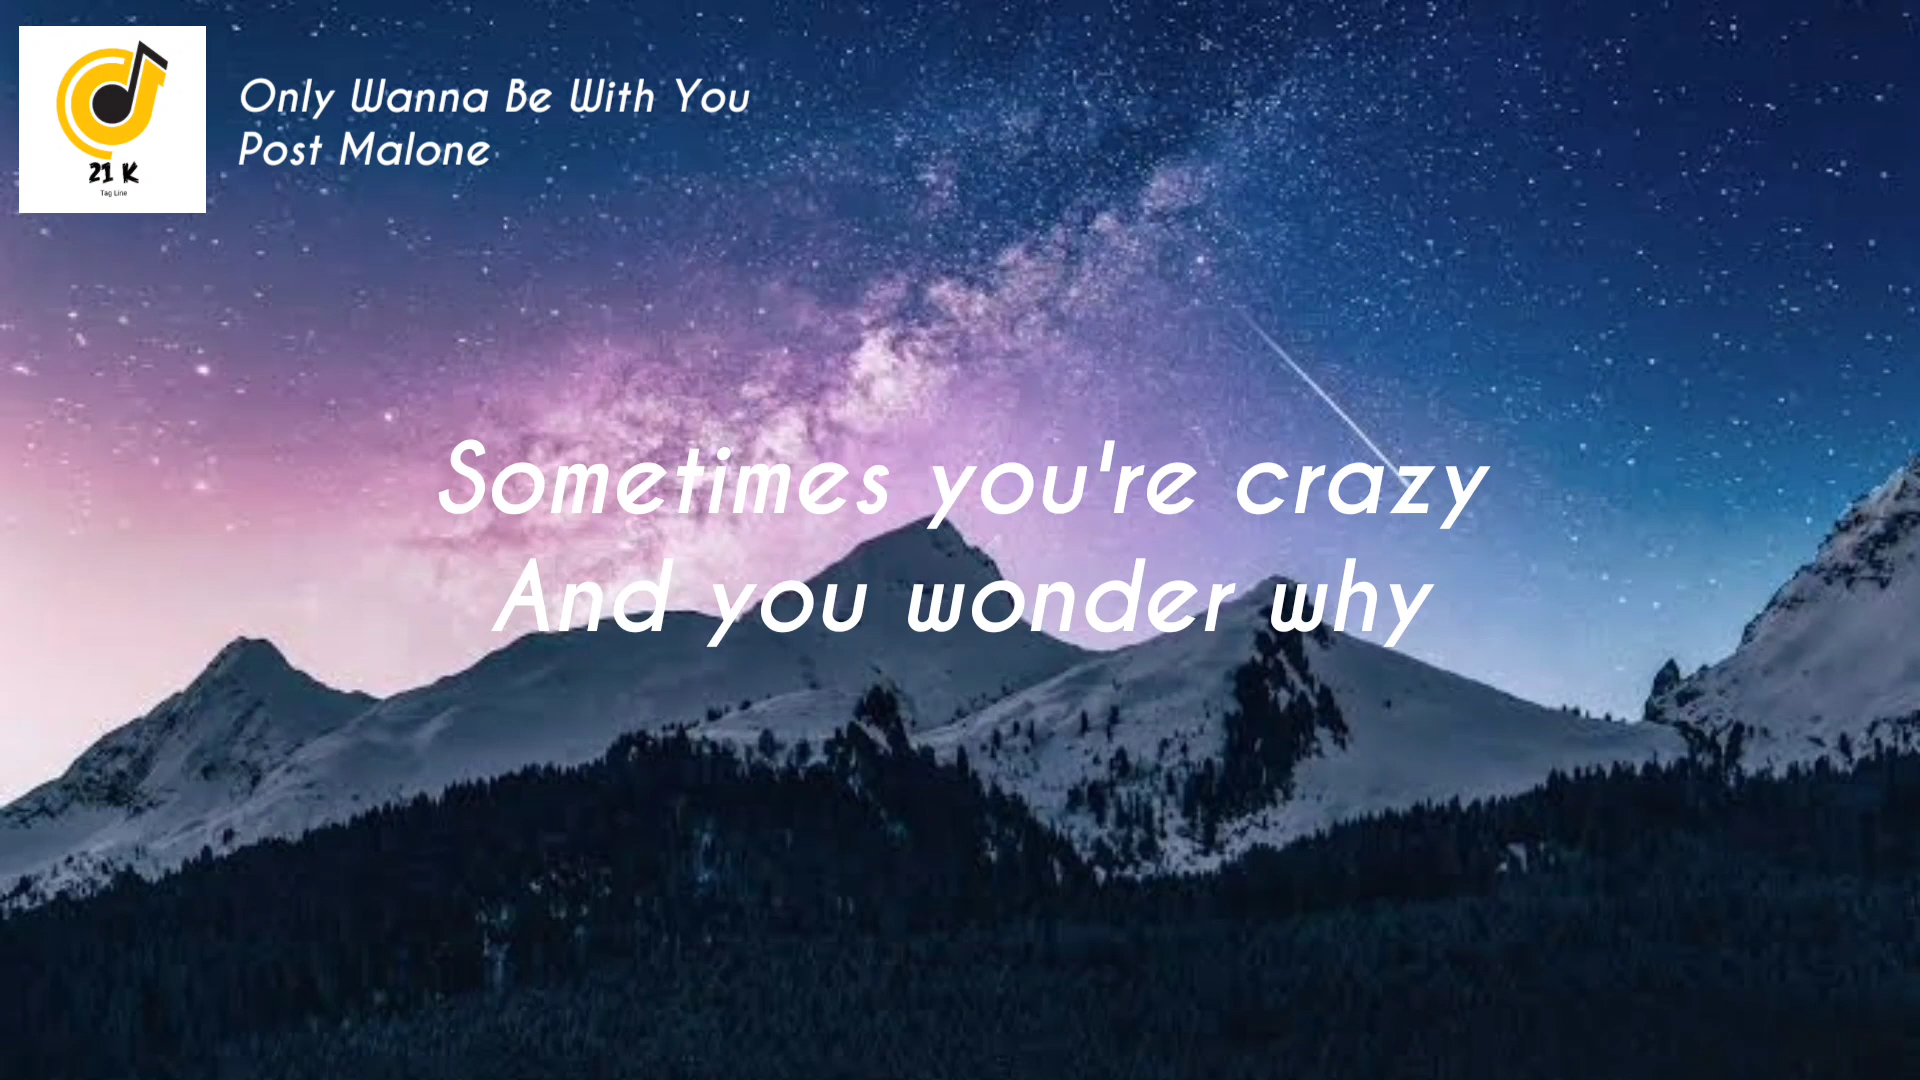 21 K
Tag Line
Only Wanna Be With You
Post Malone
Sometimes you're crazy
And you wonder why